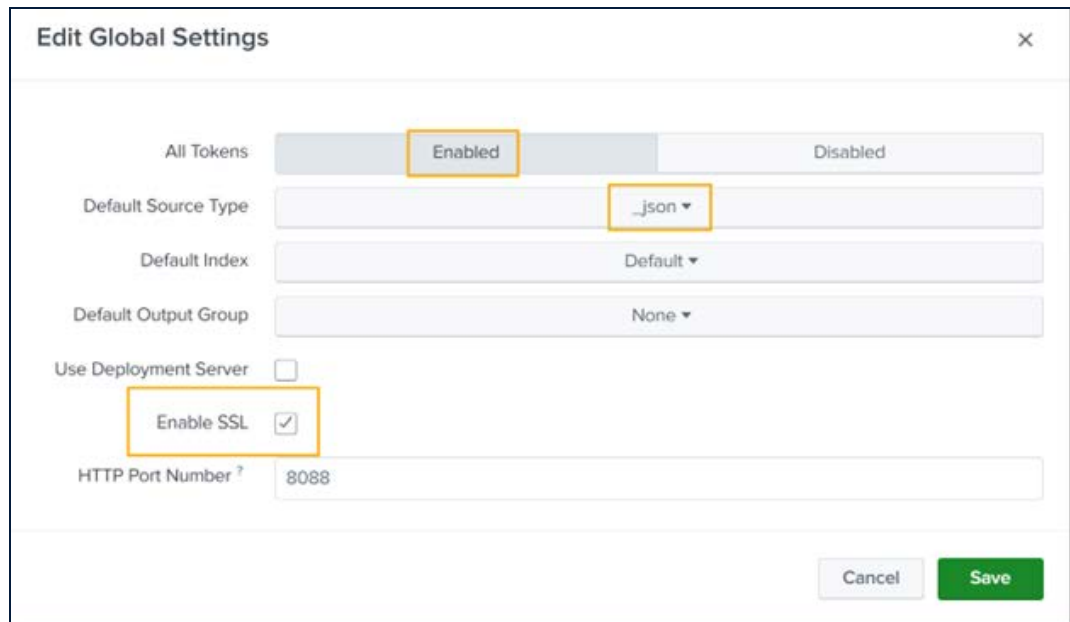 Edit Global Settings ×
All Tokens Enabled Disabled
Default Source Type _json ▾
Default Index Default ▾
Default Output Group None ▾
Use Deployment Server
Enable SSL ✓
HTTP Port Number ? 8088
Cancel Save